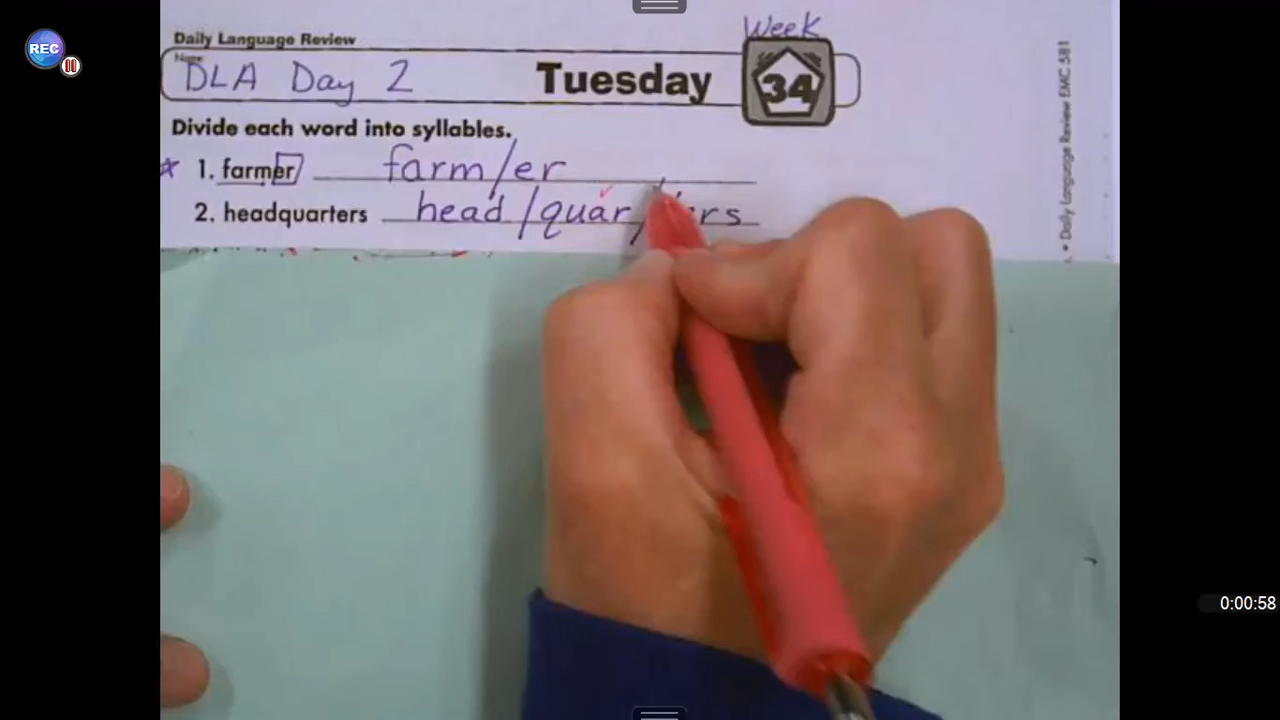 REC
Week
Daily Language Review
Name
DLA Day 2
Tuesday
34
Divide each word into syllables.
1. farmer farm/er
2. headquarters head/quar/ters
Daily Language Review EMC 581
0:00:58